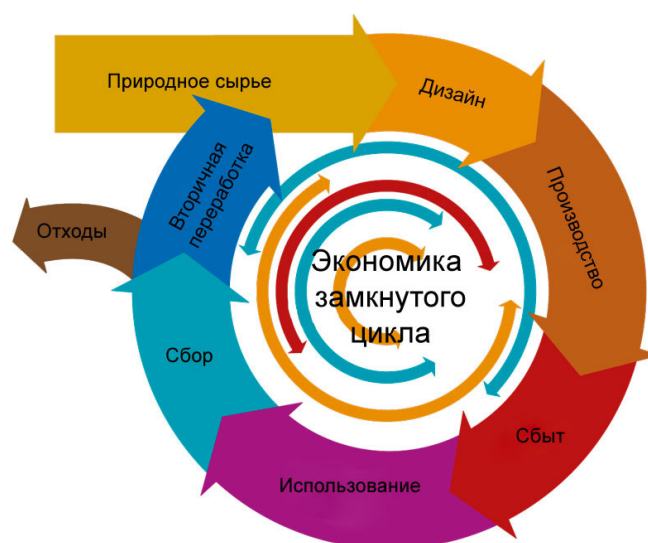 Природное сырье
Дизайн
Производство
Сбыт
Использование
Сбор
Вторичная
переработка
Отходы
Экономика
замкнутого
цикла